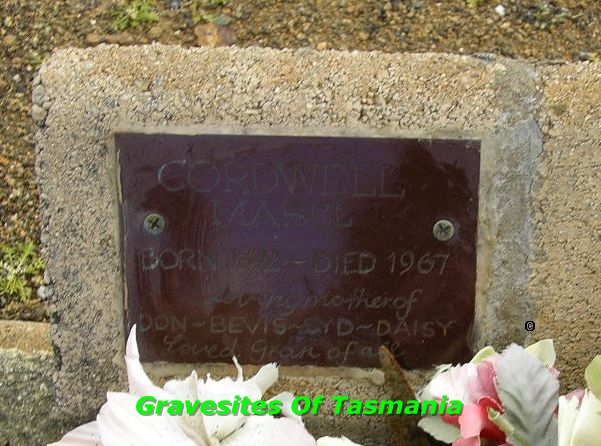 CORDWELL
BORN 1892 ~ DIED 1967
Loving mother of
DON ~ BEVIS ~ SYD ~ DAISY
Loved Gran of all
©
Gravesites Of Tasmania